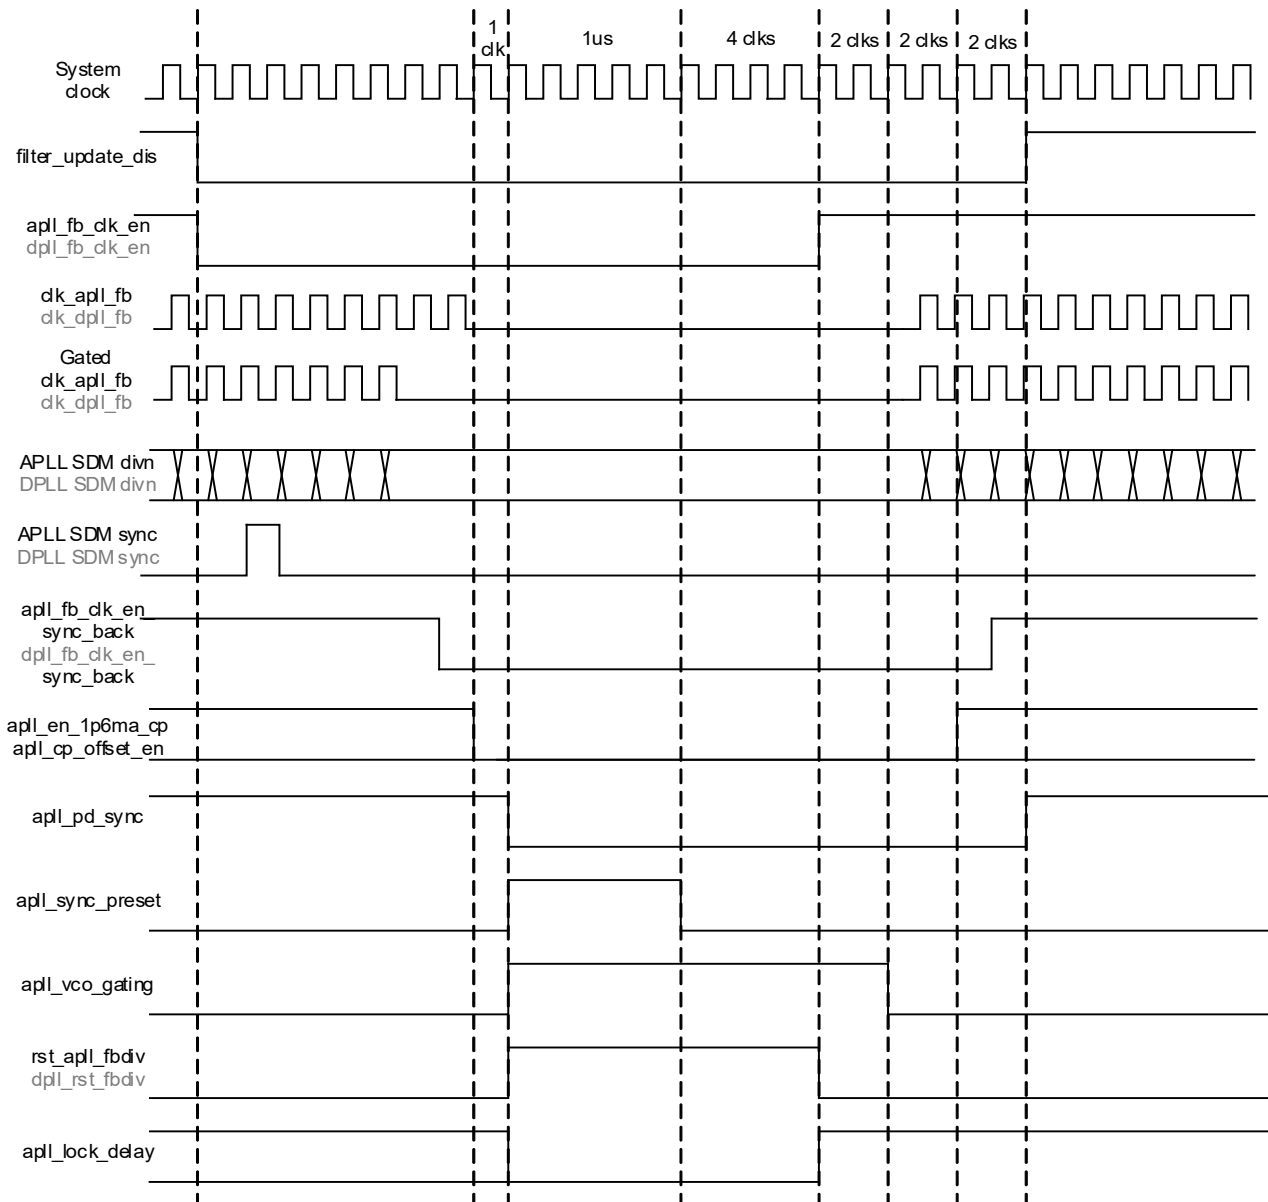 1
clk
1us
4 clks
2 clks
2 clks
2 clks
System
clock
filter_update_dis
apll_fb_clk_en
dpll_fb_clk_en
clk_apll_fb
clk_dpll_fb
Gated
clk_apll_fb
clk_dpll_fb
APLL SDM divn
DPLL SDM divn
APLL SDM sync
DPLL SDM sync
apll_fb_clk_en_
sync_back
dpll_fb_clk_en_
sync_back
apll_en_1p6ma_cp
apll_cp_offset_en
apll_pd_sync
apll_sync_preset
apll_vco_gating
rst_apll_fbdiv
dpll_rst_fbdiv
apll_lock_delay